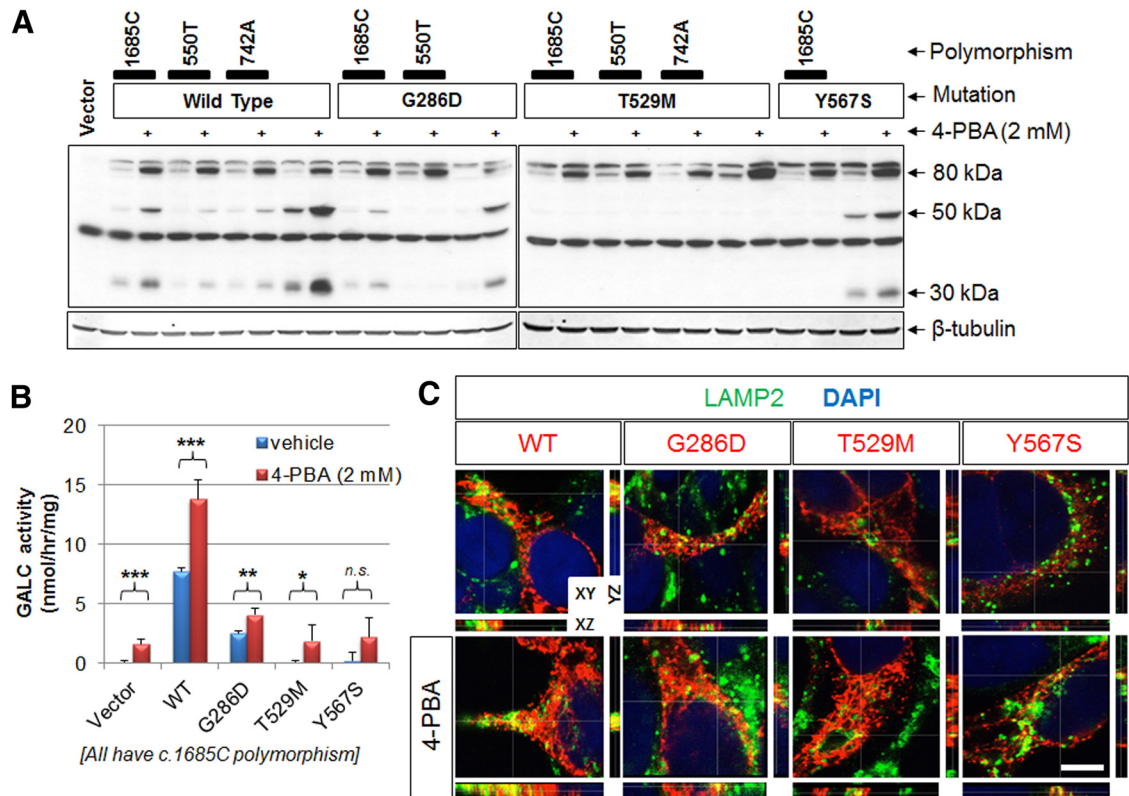 A
1685C 550T 742A 1685C 550T 1685C 550T 742A 1685C ← Polymorphism
Vector Wild Type G286D T529M Y567S ← Mutation
+ + + + + + + + + + + + + ← 4-PBA (2 mM)
← 80 kDa
← 50 kDa
← 30 kDa
← β-tubulin
B
20
15
10
5
0
GALC activity
(nmol/hr/mg)
vehicle
4-PBA (2 mM)
*** *** ** * n.s.
Vector WT G286D T529M Y567S
[All have c.1685C polymorphism]
C
LAMP2 DAPI
WT G286D T529M Y567S
XY YZ
XZ
4-PBA